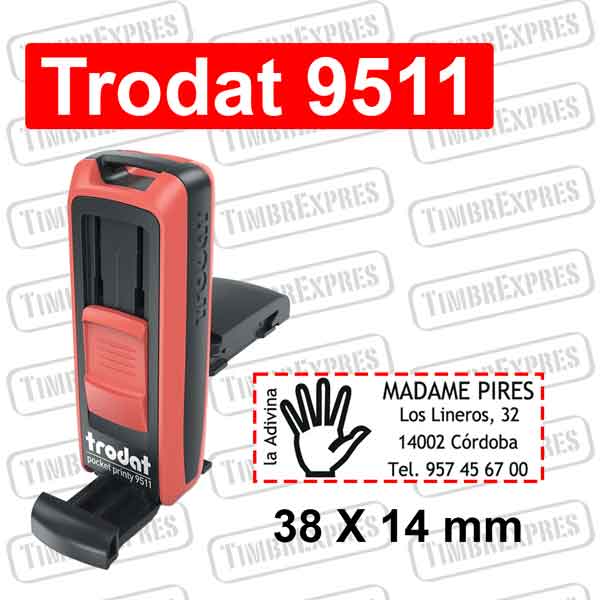 Trodat 9511
TIMBREXPRES
trodat
trodat
pocket printy 9511
la Adivina
MADAME PIRES
Los Lineros, 32
14002 Córdoba
Tel. 957 45 67 00
38 X 14 mm